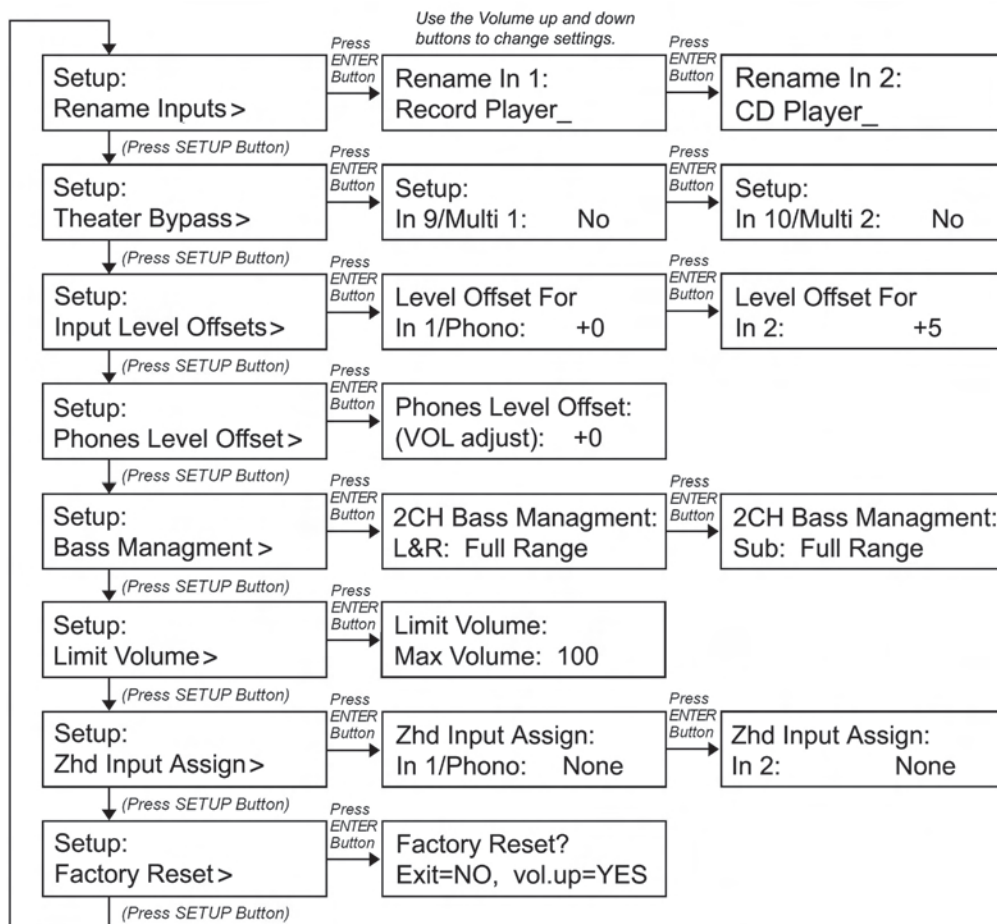 Use the Volume up and down
buttons to change settings.
Press
ENTER
Button
Press
ENTER
Button
Setup:
Rename Inputs>
Rename In 1:
Record Player_
Rename In 2:
CD Player_
(Press SETUP Button)
Press
ENTER
Button
Press
ENTER
Button
Setup:
Theater Bypass>
Setup:
In 9/Multi 1: No
Setup:
In 10/Multi 2: No
(Press SETUP Button)
Press
ENTER
Button
Press
ENTER
Button
Setup:
Input Level Offsets>
Level Offset For
In 1/Phono: +0
Level Offset For
In 2: +5
(Press SETUP Button)
Press
ENTER
Button
Setup:
Phones Level Offset>
Phones Level Offset:
(VOL adjust): +0
(Press SETUP Button)
Press
ENTER
Button
Press
ENTER
Button
Setup:
Bass Managment >
2CH Bass Managment:
L&R: Full Range
2CH Bass Managment:
Sub: Full Range
(Press SETUP Button)
Press
ENTER
Button
Setup:
Limit Volume>
Limit Volume:
Max Volume: 100
(Press SETUP Button)
Press
ENTER
Button
Press
ENTER
Button
Setup:
Zhd Input Assign>
Zhd Input Assign:
In 1/Phono: None
Zhd Input Assign:
In 2: None
(Press SETUP Button)
Press
ENTER
Button
Setup:
Factory Reset>
Factory Reset?
Exit=NO, vol.up=YES
(Press SETUP Button)